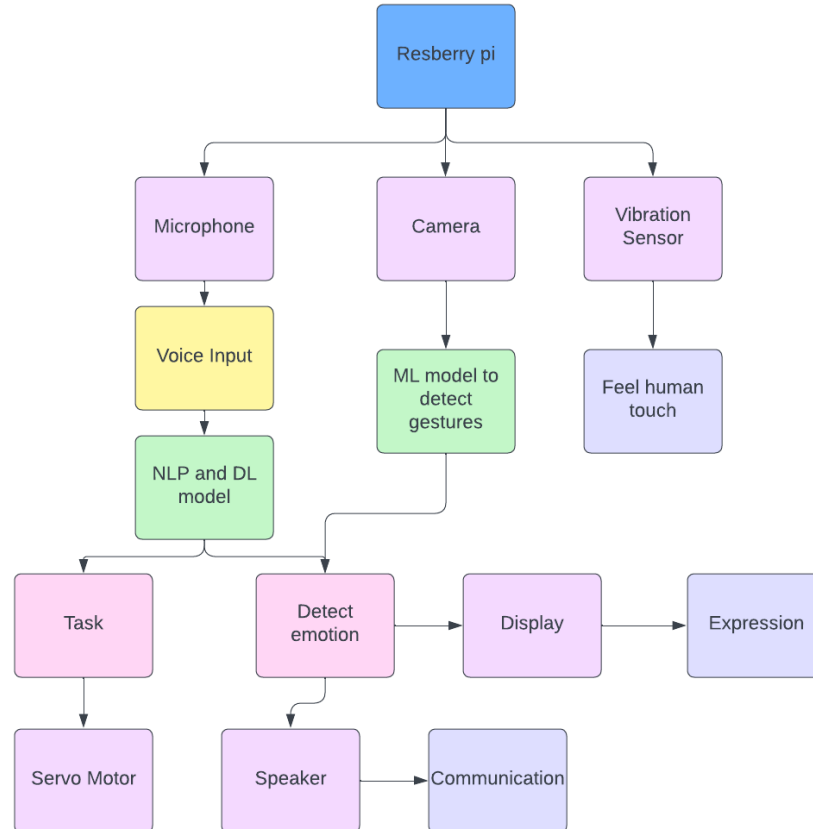 Resberry pi
Microphone
Camera
Vibration
Sensor
Voice Input
ML model to
detect
gestures
Feel human
touch
NLP and DL
model
Task
Detect
emotion
Display
Expression
Servo Motor
Speaker
Communication